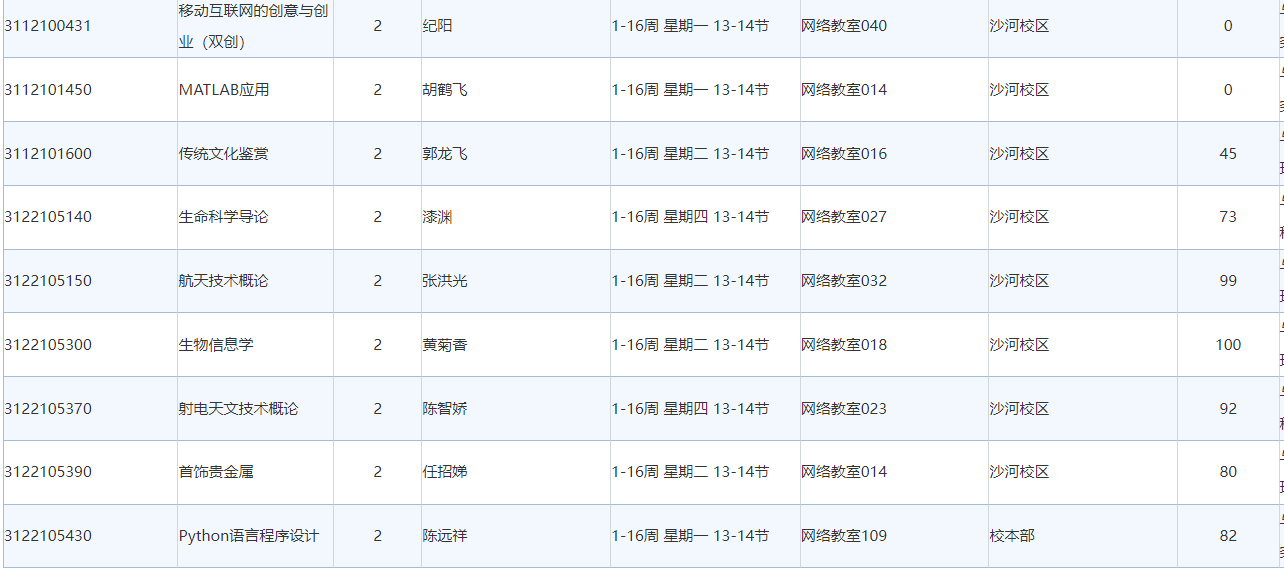 3112100431 移动互联网的创意与创业（双创） 2 纪阳 1-16周 星期一 13-14节 网络教室040 沙河校区 0
3112101450 MATLAB应用 2 胡鹤飞 1-16周 星期一 13-14节 网络教室014 沙河校区 0
3112101600 传统文化鉴赏 2 郭龙飞 1-16周 星期二 13-14节 网络教室016 沙河校区 45
3122105140 生命科学导论 2 漆渊 1-16周 星期四 13-14节 网络教室027 沙河校区 73
3122105150 航天技术概论 2 张洪光 1-16周 星期二 13-14节 网络教室032 沙河校区 99
3122105300 生物信息学 2 黄菊香 1-16周 星期二 13-14节 网络教室018 沙河校区 100
3122105370 射电天文技术概论 2 陈智娇 1-16周 星期四 13-14节 网络教室023 沙河校区 92
3122105390 首饰贵金属 2 任招娣 1-16周 星期二 13-14节 网络教室014 沙河校区 80
3122105430 Python语言程序设计 2 陈远祥 1-16周 星期一 13-14节 网络教室109 校本部 82